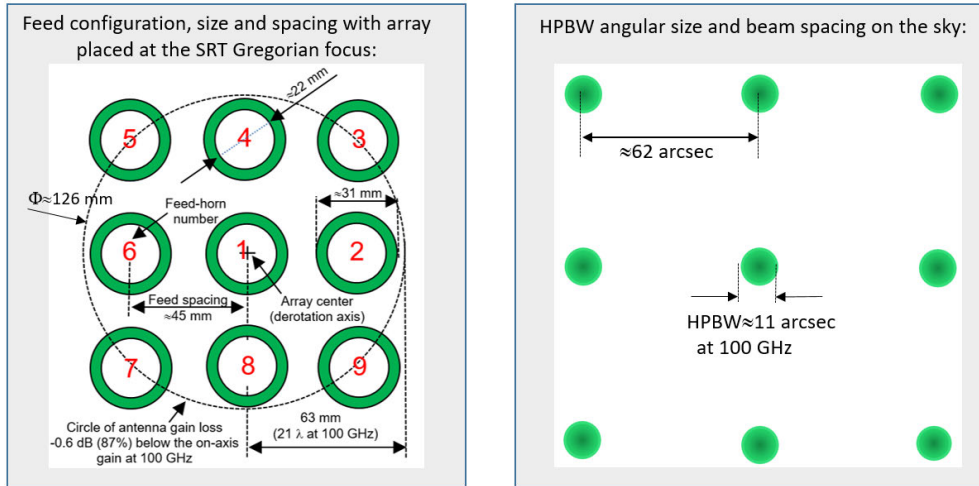 Feed configuration, size and spacing with array
placed at the SRT Gregorian focus:
≈22 mm
5
4
3
Φ≈126 mm
Feed-horn
number
≈31 mm
6
1
2
Feed spacing
≈45 mm
Array center
(derotation axis)
7
8
9
Circle of antenna gain loss
-0.6 dB (87%) below the on-axis
gain at 100 GHz
63 mm
(21 λ at 100 GHz)
HPBW angular size and beam spacing on the sky:
≈62 arcsec
HPBW≈11 arcsec
at 100 GHz